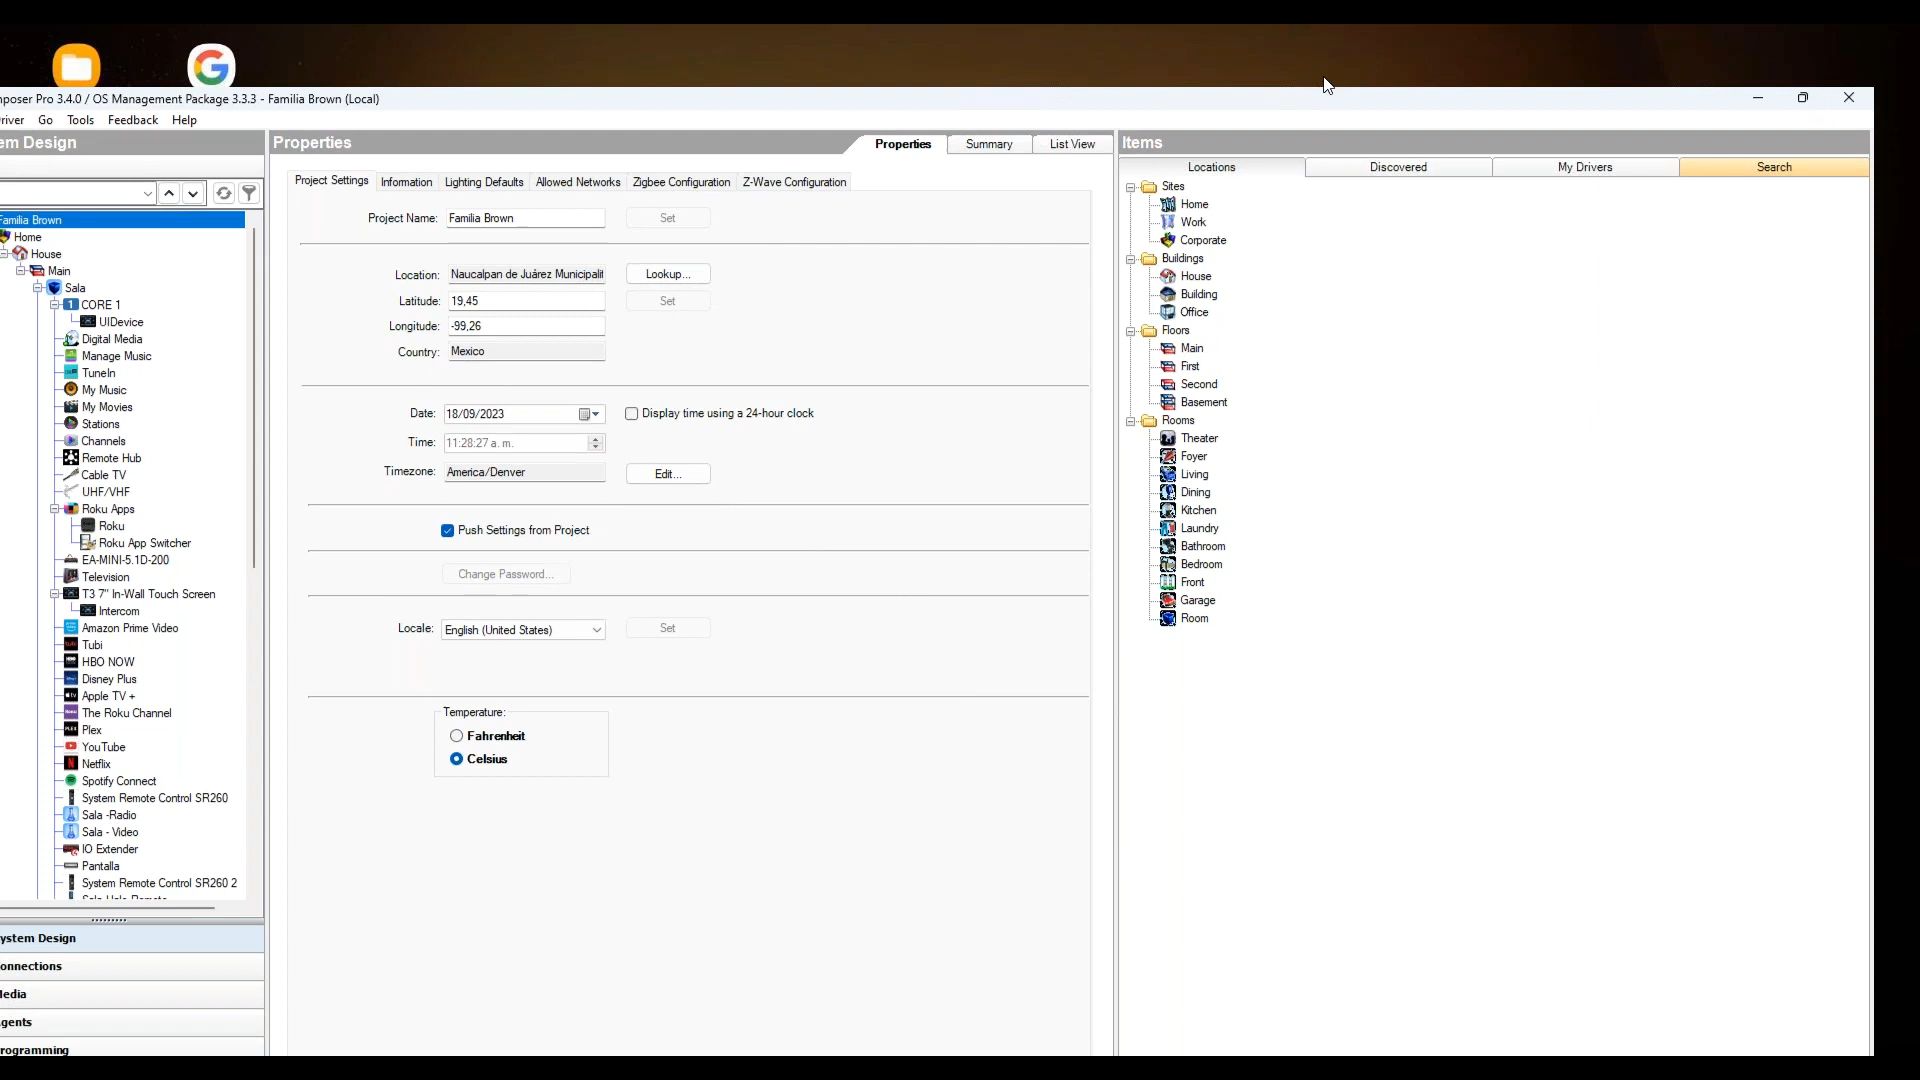 mposer Pro 3.4.0 / OS Management Package 3.3.3 - Familia Brown (Local)
river Go Tools Feedback Help
em Design
Familia Brown
Home
House
Main
Sala
1 CORE 1
UIDevice
Digital Media
Manage Music
TuneIn
My Music
My Movies
Stations
Channels
Remote Hub
Cable TV
UHF/VHF
Roku Apps
Roku
Roku App Switcher
EA-MINI-5.1D-200
Television
T3 7" In-Wall Touch Screen
Intercom
Amazon Prime Video
Tubi
HBO NOW
Disney Plus
Apple TV +
The Roku Channel
Plex
YouTube
Netflix
Spotify Connect
System Remote Control SR260
Sala -Radio
Sala - Video
IO Extender
Pantalla
System Remote Control SR260 2
ystem Design
onnections
Media
gents
rogramming
Properties
Properties Summary List View
Project Settings Information Lighting Defaults Allowed Networks Zigbee Configuration Z-Wave Configuration
Project Name: Familia Brown Set
Location: Naucalpan de Juárez Municipalit Lookup...
Latitude: 19,45 Set
Longitude: -99,26
Country: Mexico
Date: 18/09/2023 Display time using a 24-hour clock
Time: 11:28:27 a. m.
Timezone: America/Denver Edit...
Push Settings from Project
Change Password...
Locale: English (United States) Set
Temperature:
Fahrenheit
Celsius
Items
Locations Discovered My Drivers Search
Sites
Home
Work
Corporate
Buildings
House
Building
Office
Floors
Main
First
Second
Basement
Rooms
Theater
Foyer
Living
Dining
Kitchen
Laundry
Bathroom
Bedroom
Front
Garage
Room